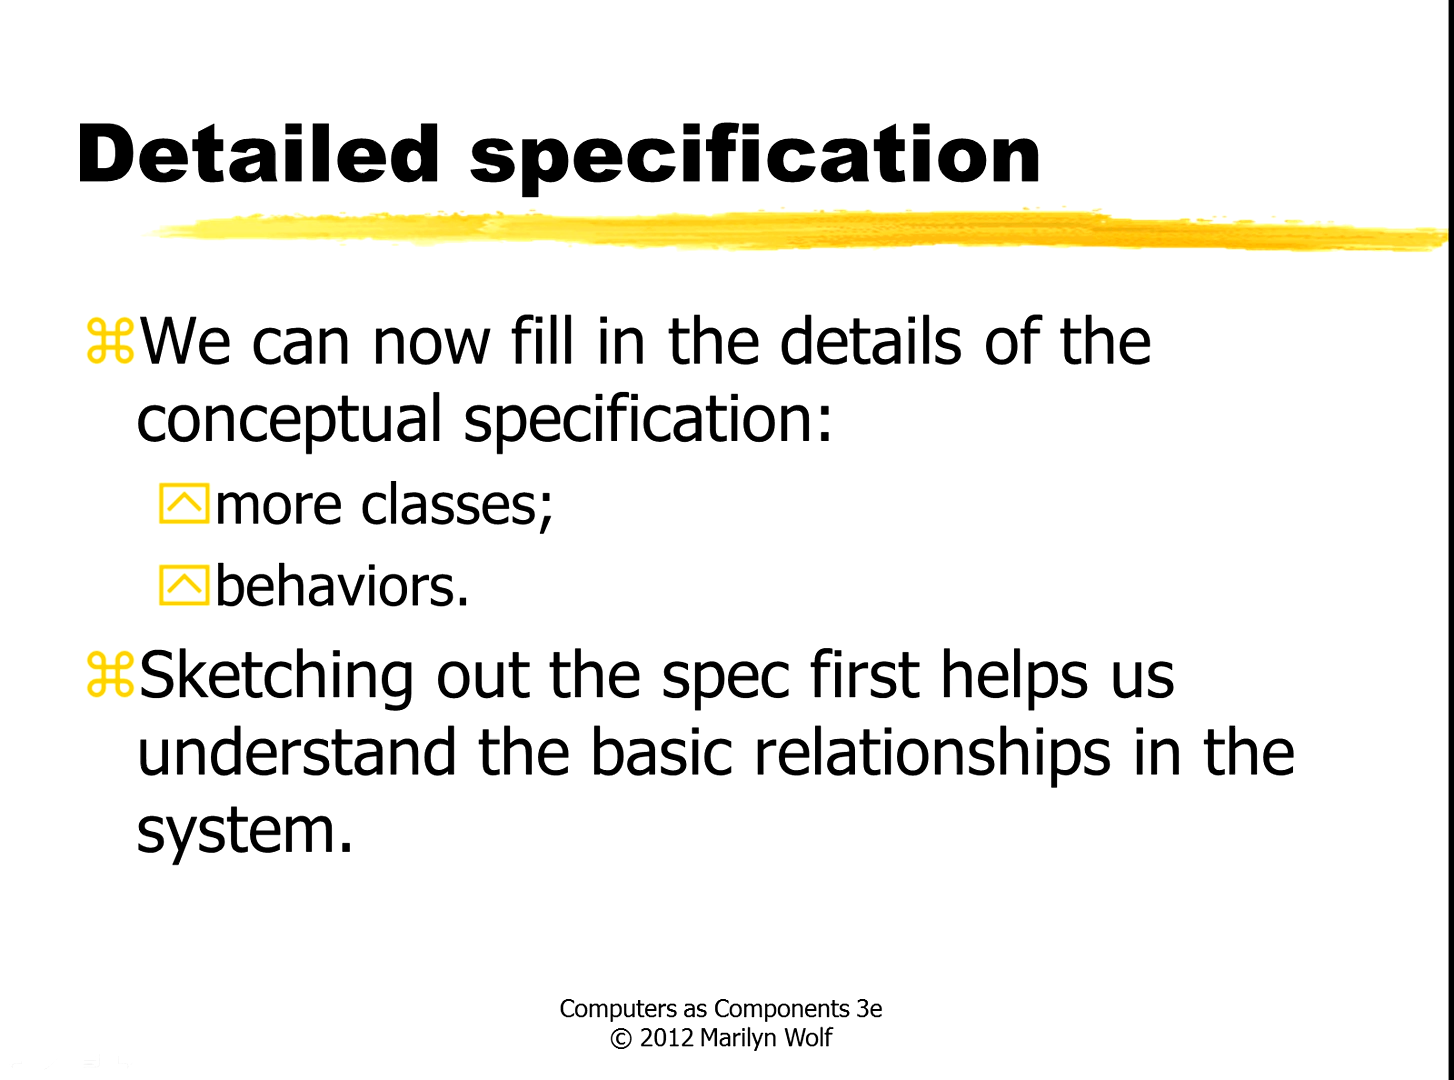 Detailed specification
We can now fill in the details of the
conceptual specification:
more classes;
behaviors.
Sketching out the spec first helps us
understand the basic relationships in the
system.
Computers as Components 3e
© 2012 Marilyn Wolf